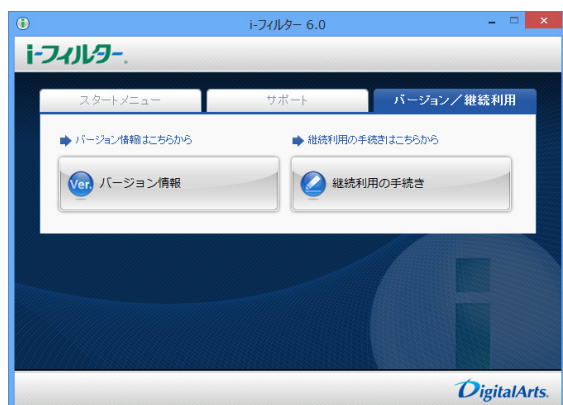 i-フィルター 6.0
i-フィルター.
スタートメニュー
サポート
バージョン／継続利用
バージョン情報はこちらから
継続利用の手続きはこちらから
Ver. バージョン情報
継続利用の手続き
DigitalArts.